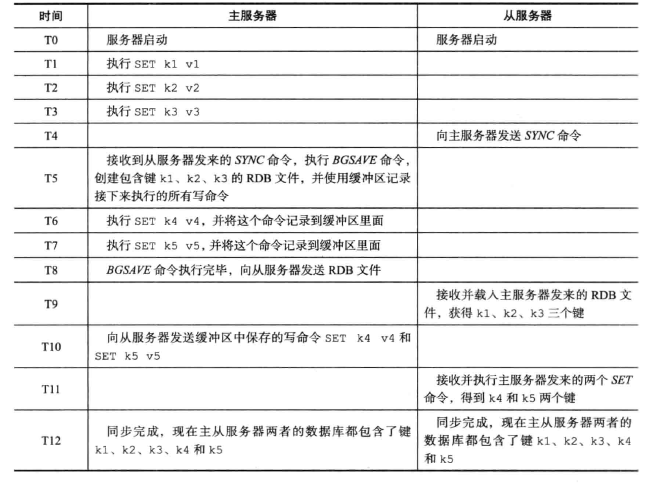 时间 主服务器 从服务器
T0 服务器启动 服务器启动
T1 执行 SET k1 v1
T2 执行 SET k2 v2
T3 执行 SET k3 v3
T4 向主服务器发送 SYNC 命令
T5 接收到从服务器发来的 SYNC 命令，执行 BGSAVE 命令，
创建包含键 k1、k2、k3 的 RDB 文件，并使用缓冲区记录
接下来执行的所有写命令
T6 执行 SET k4 v4，并将这个命令记录到缓冲区里面
T7 执行 SET k5 v5，并将这个命令记录到缓冲区里面
T8 BGSAVE 命令执行完毕，向从服务器发送 RDB 文件
T9 接收并载入主服务器发来的 RDB 文
件，获得 k1、k2、k3 三个键
T10 向从服务器发送缓冲区中保存的写命令 SET k4 v4 和
SET k5 v5
T11 接收并执行主服务器发来的两个 SET
命令，得到 k4 和 k5 两个键
T12 同步完成，现在主从服务器两者的数据库都包含了键
k1、k2、k3、k4 和 k5
同步完成，现在主从服务器两者的
数据库都包含了键 k1、k2、k3、k4
和 k5